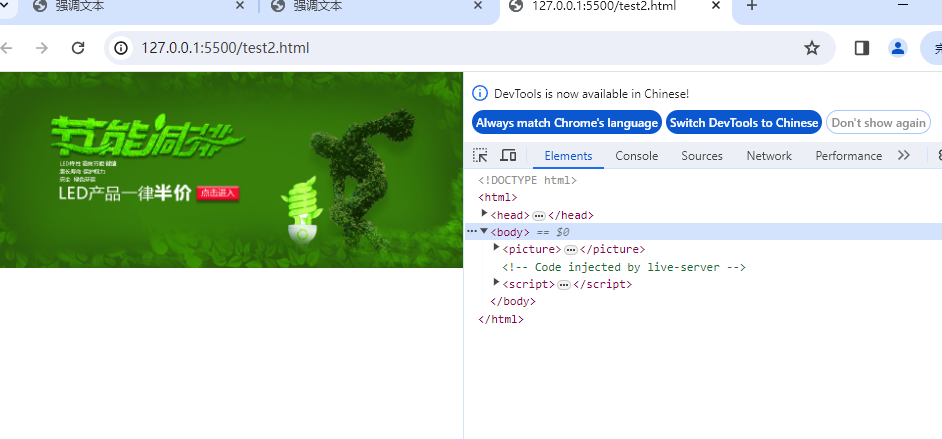 强调文本
强调文本
127.0.0.1:5500/test2.html
127.0.0.1:5500/test2.html
节能减排
LED产品一律半价 点击进入
DevTools is now available in Chinese!
Always match Chrome's language Switch DevTools to Chinese Don't show again
Elements Console Sources Network Performance
<!DOCTYPE html>
<html>
<head>…</head>
<body> == $0
<picture>…</picture>
<!-- Code injected by live-server -->
<script>…</script>
</body>
</html>